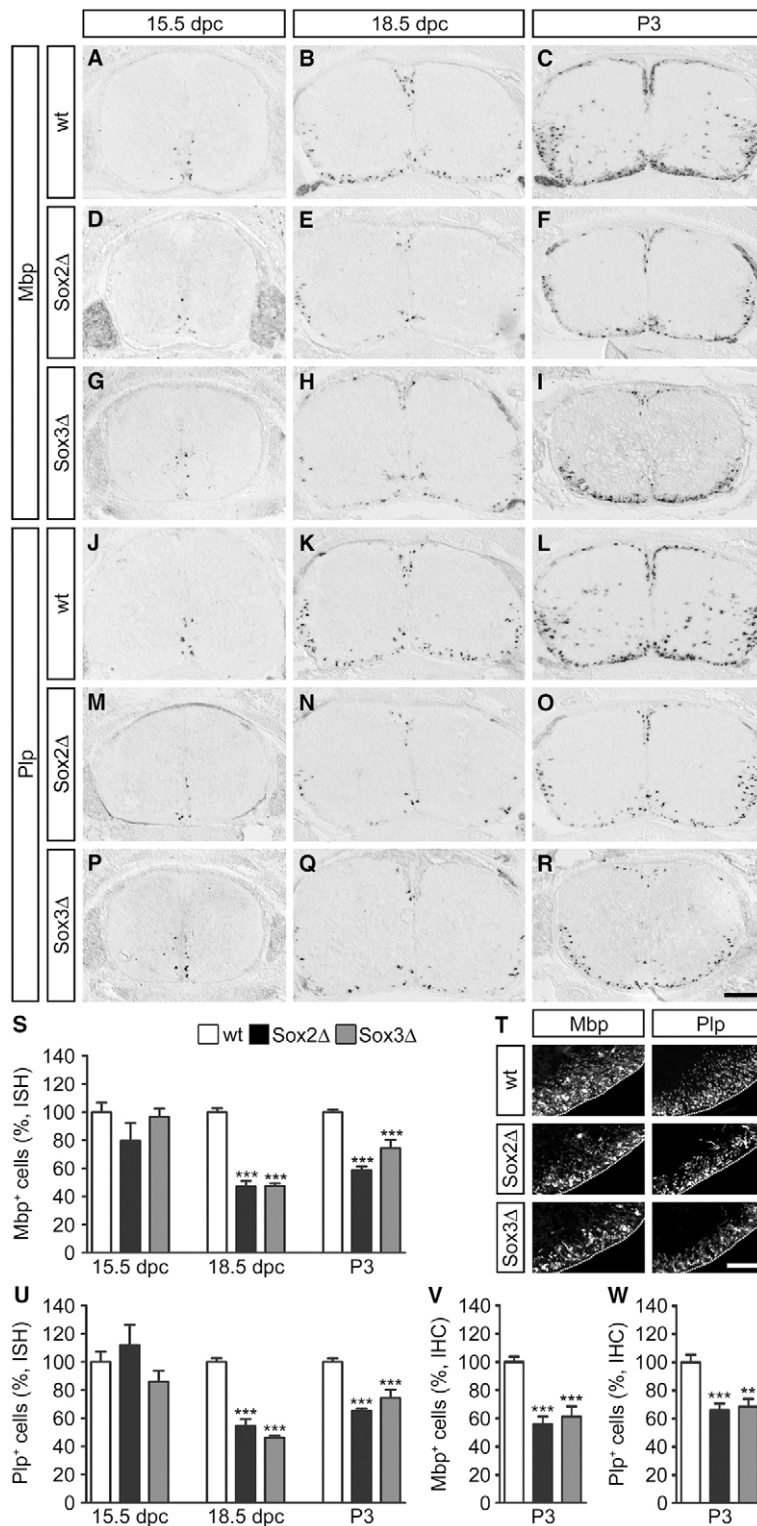 15.5 dpc 18.5 dpc P3
Mbp
wt
A B C
Sox2Δ
D E F
Sox3Δ
G H I
Plp
wt
J K L
Sox2Δ
M N O
Sox3Δ
P Q R
S
wt Sox2Δ Sox3Δ
Mbp⁺ cells (%, ISH)
140
120
100
80
60
40
20
0
*** *** *** ***
15.5 dpc 18.5 dpc P3
T
Mbp Plp
wt
Sox2Δ
Sox3Δ
U
Plp⁺ cells (%, ISH)
140
120
100
80
60
40
20
0
*** *** *** ***
15.5 dpc 18.5 dpc P3
V
Mbp⁺ cells (%, IHC)
140
120
100
80
60
40
20
0
*** ***
P3
W
Plp⁺ cells (%, IHC)
140
120
100
80
60
40
20
0
*** **
P3